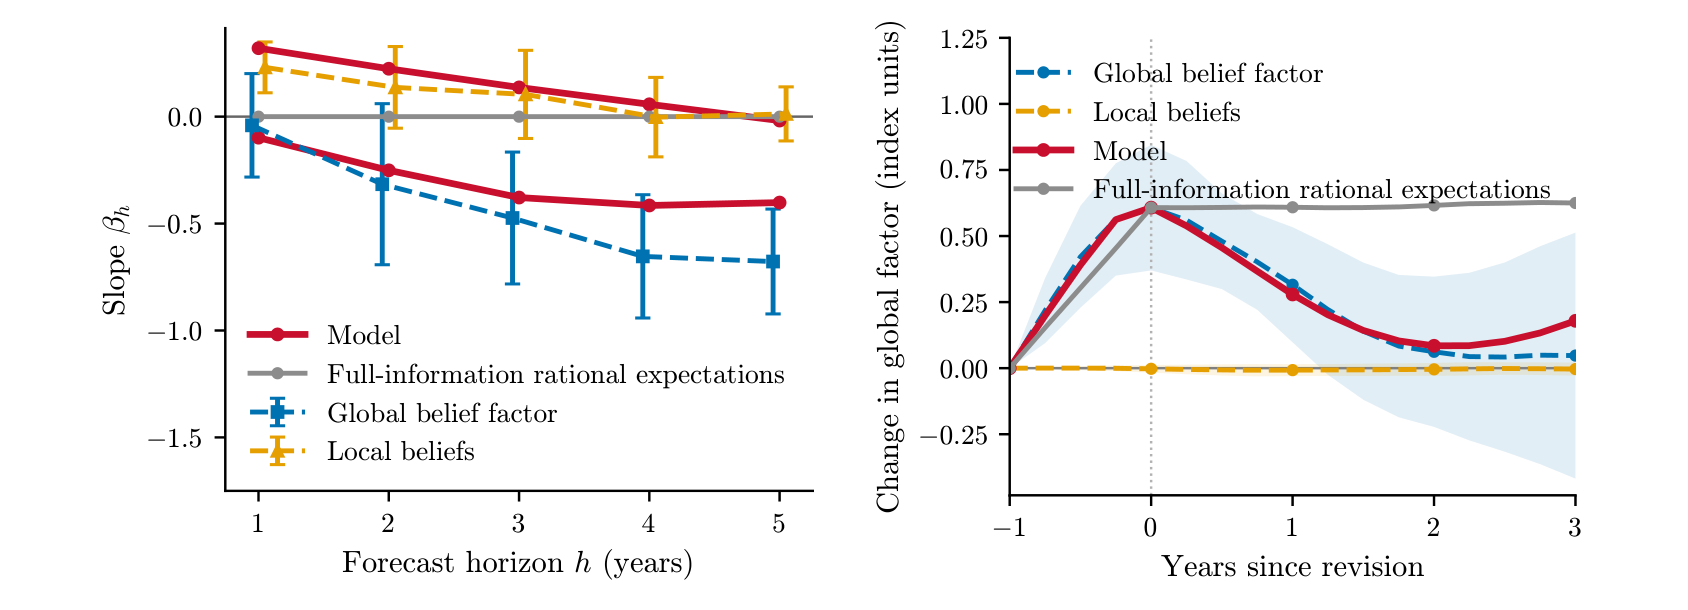 0.0
−0.5
−1.0
−1.5
Slope βh
Model
Full-information rational expectations
Global belief factor
Local beliefs
1 2 3 4 5
Forecast horizon h (years)
1.25
1.00
0.75
0.50
0.25
0.00
−0.25
Change in global factor (index units)
Global belief factor
Local beliefs
Model
Full-information rational expectations
−1 0 1 2 3
Years since revision